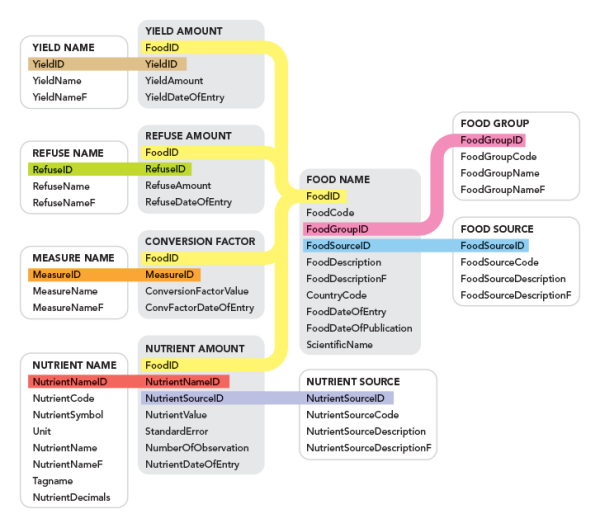 YIELD NAME
YieldID
YieldName
YieldNameF
YIELD AMOUNT
FoodID
YieldID
YieldAmount
YieldDateOfEntry
REFUSE NAME
RefuseID
RefuseName
RefuseNameF
REFUSE AMOUNT
FoodID
RefuseID
RefuseAmount
RefuseDateOfEntry
MEASURE NAME
MeasureID
MeasureName
MeasureNameF
CONVERSION FACTOR
FoodID
MeasureID
ConversionFactorValue
ConvFactorDateOfEntry
NUTRIENT NAME
NutrientNameID
NutrientCode
NutrientSymbol
Unit
NutrientName
NutrientNameF
Tagname
NutrientDecimals
NUTRIENT AMOUNT
FoodID
NutrientNameID
NutrientSourceID
NutrientValue
StandardError
NumberOfObservation
NutrientDateOfEntry
FOOD NAME
FoodID
FoodCode
FoodGroupID
FoodSourceID
FoodDescription
FoodDescriptionF
CountryCode
FoodDateOfEntry
FoodDateOfPublication
ScientificName
NUTRIENT SOURCE
NutrientSourceID
NutrientSourceCode
NutrientSourceDescription
NutrientSourceDescriptionF
FOOD GROUP
FoodGroupID
FoodGroupCode
FoodGroupName
FoodGroupNameF
FOOD SOURCE
FoodSourceID
FoodSourceCode
FoodSourceDescription
FoodSourceDescriptionF